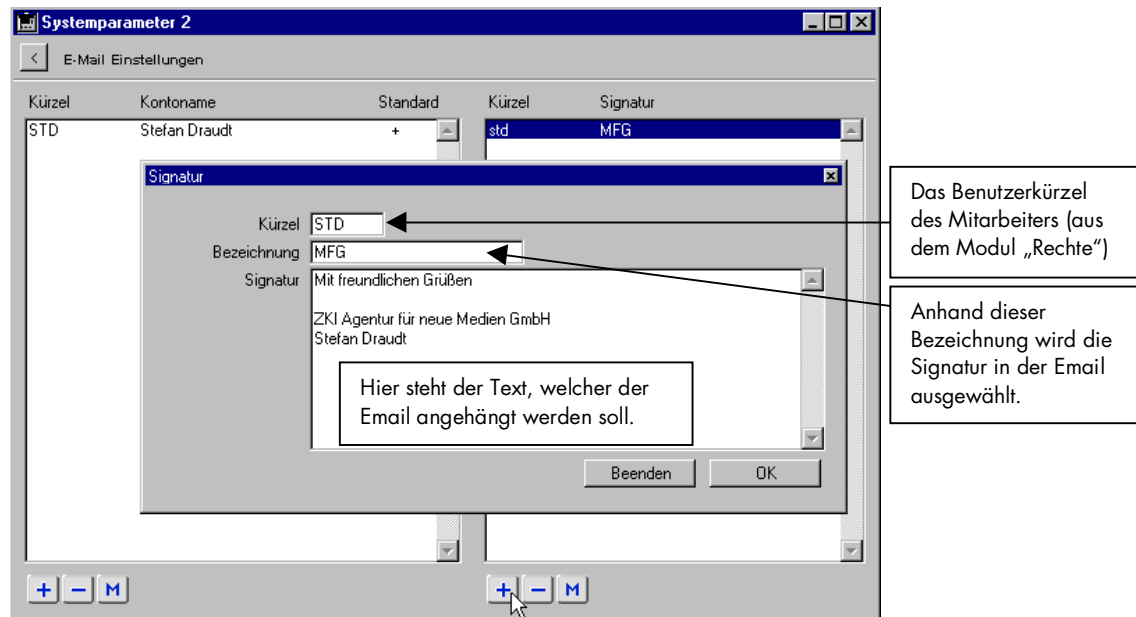 Systemparameter 2
< E-Mail Einstellungen
Kürzel Kontoname Standard Kürzel Signatur
STD Stefan Draudt + std MFG
Signatur
Kürzel STD
Bezeichnung MFG
Signatur Mit freundlichen Grüßen
ZKI Agentur für neue Medien GmbH
Stefan Draudt
Hier steht der Text, welcher der
Email angehängt werden soll.
Beenden OK
+ − M + − M
Das Benutzerkürzel
des Mitarbeiters (aus
dem Modul „Rechte“)
Anhand dieser
Bezeichnung wird die
Signatur in der Email
ausgewählt.